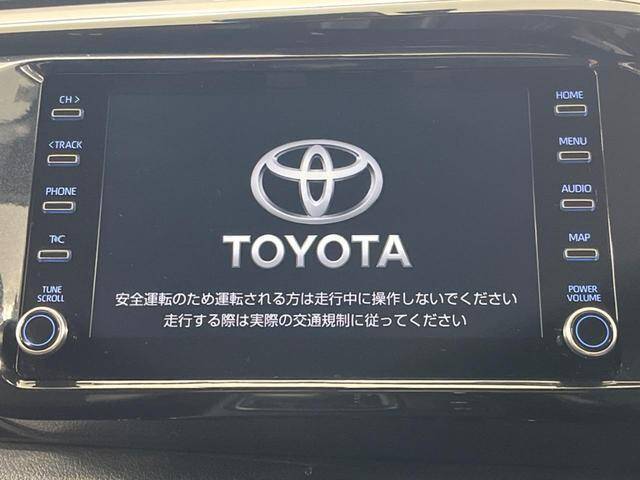 CH >
< TRACK
PHONE
T C
TUNE
SCROLL
TOYOTA
安全運転のため運転される方は走行中に操作しないでください
走行する際は実際の交通規制に従ってください
HOME
MENU
AUDIO
MAP
POWER
VOLUME